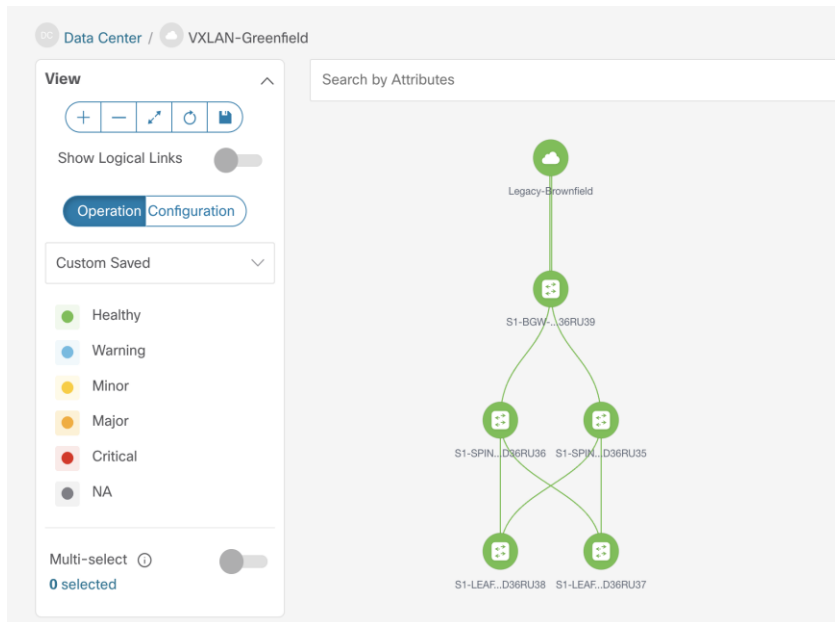 DC Data Center / VXLAN-Greenfield
View
Search by Attributes
Show Logical Links
Operation Configuration
Custom Saved
Healthy
Warning
Minor
Major
Critical
NA
Multi-select
0 selected
Legacy-Brownfield
S1-BGW-...36RU39
S1-SPIN...D36RU36 S1-SPIN...D36RU35
S1-LEAF...D36RU38 S1-LEAF...D36RU37